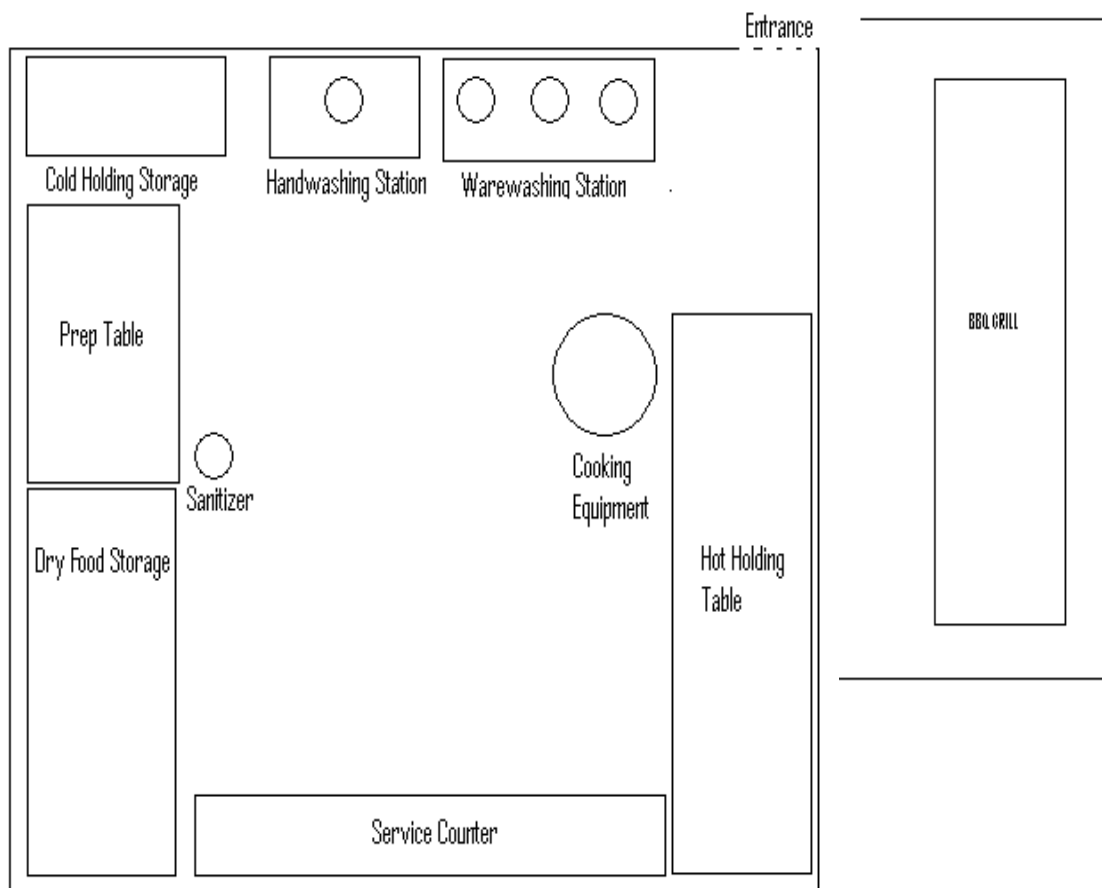 Entrance
Cold Holding Storage
Handwashing Station
Warewashing Station
Prep Table
BBQ GRILL
Sanitizer
Cooking
Equipment
Dry Food Storage
Hot Holding
Table
Service Counter